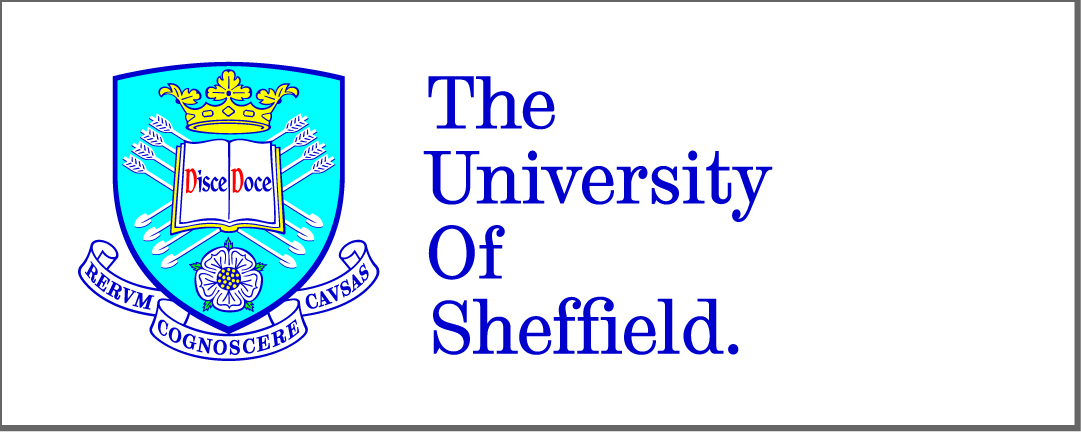 Disce Doce
RERVM COGNOSCERE CAVSAS
The
University
Of
Sheffield.